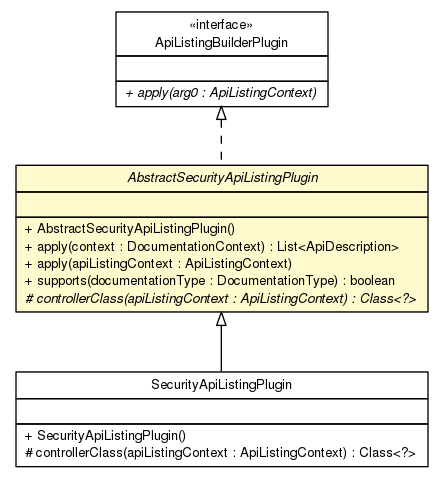 «interface»
ApiListingBuilderPlugin
+ apply(arg0 : ApiListingContext)
AbstractSecurityApiListingPlugin
+ AbstractSecurityApiListingPlugin()
+ apply(context : DocumentationContext) : List<ApiDescription>
+ apply(apiListingContext : ApiListingContext)
+ supports(documentationType : DocumentationType) : boolean
# controllerClass(apiListingContext : ApiListingContext) : Class<?>
SecurityApiListingPlugin
+ SecurityApiListingPlugin()
# controllerClass(apiListingContext : ApiListingContext) : Class<?>